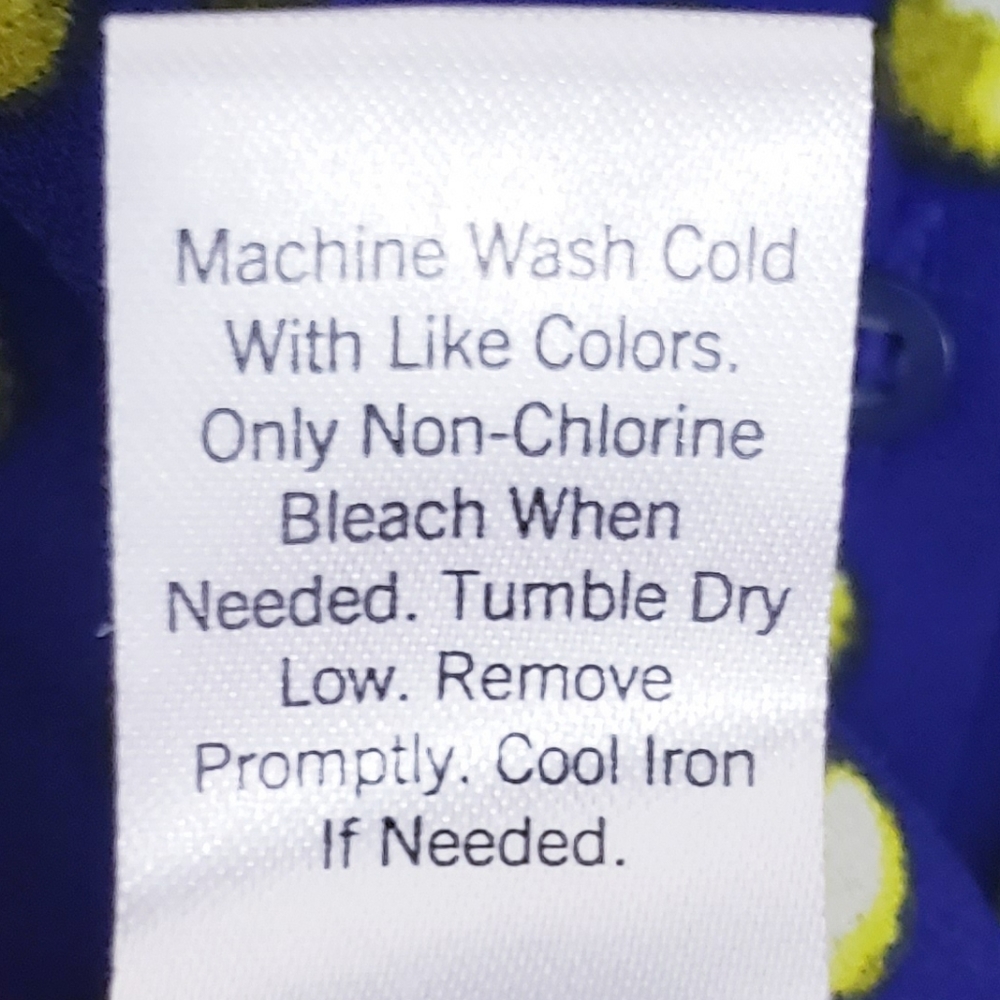 Machine Wash Cold
With Like Colors.
Only Non-Chlorine
Bleach When
Needed. Tumble Dry
Low. Remove
Promptly. Cool Iron
If Needed.